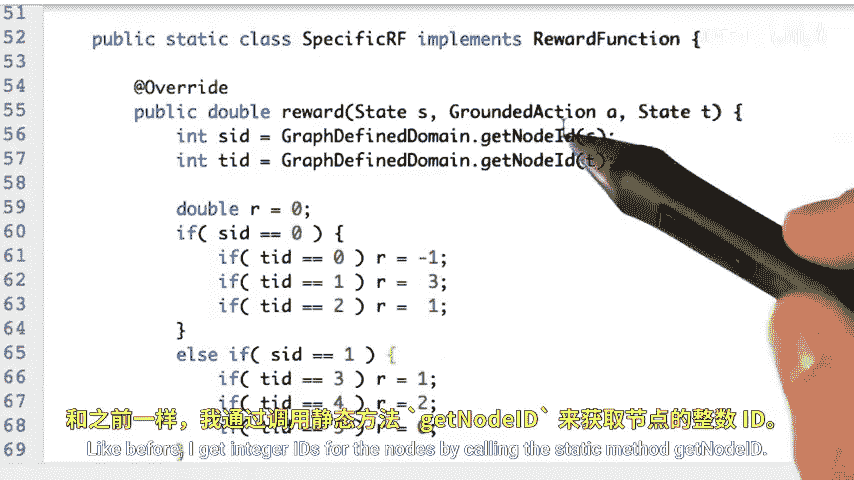 51
52 public static class SpecificRF implements RewardFunction {
53
54 @Override
55 public double reward(State s, GroundedAction a, State t) {
56 int sid = GraphDefinedDomain.getNodeId(s);
57 int tid = GraphDefinedDomain.getNodeId(t);
58
59 double r = 0;
60 if( sid == 0 ) {
61 if( tid == 0 ) r = -1;
62 if( tid == 1 ) r = 3;
63 if( tid == 2 ) r = 1;
64 }
65 else if( sid == 1 ) {
66 if( tid == 3 ) r = 1;
67 if( tid == 4 ) r = 2;
68
69
和之前一样，我通过调用静态方法 `getNodeID` 来获取节点的整数 ID。
Like before, I get integer IDs for the nodes by calling the static method getNodeID.